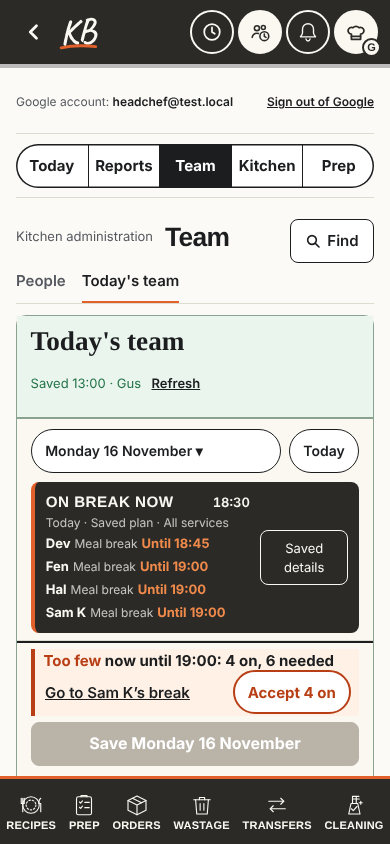 KB
G
Google account: headchef@test.local Sign out of Google
Today Reports Team Kitchen Prep
Kitchen administration Team Find
People Today's team
Today's team
Saved 13:00 · Gus Refresh
Monday 16 November ▾ Today
ON BREAK NOW 18:30
Today · Saved plan · All services
Dev Meal break Until 18:45
Fen Meal break Until 19:00
Hal Meal break Until 19:00
Sam K Meal break Until 19:00
Saved
details
Too few now until 19:00: 4 on, 6 needed
Go to Sam K’s break Accept 4 on
Save Monday 16 November
RECIPES PREP ORDERS WASTAGE TRANSFERS CLEANING